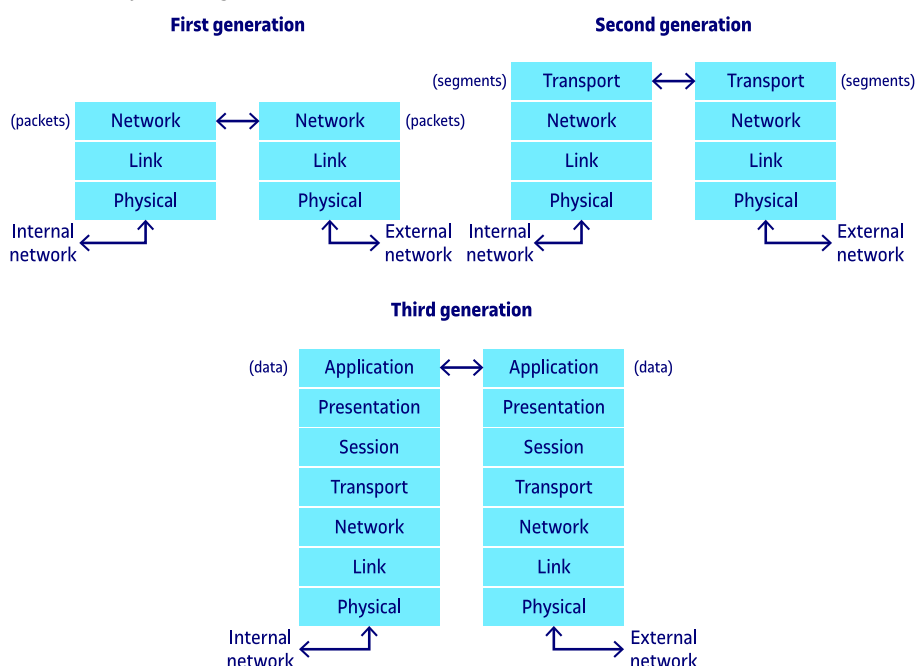 First generation
Second generation
(packets) Network Network (packets)
Link Link
Physical Physical
Internal network
External network
(segments) Transport Transport (segments)
Network Network
Link Link
Physical Physical
Internal network
External network
Third generation
(data) Application Application (data)
Presentation Presentation
Session Session
Transport Transport
Network Network
Link Link
Physical Physical
Internal network
External network